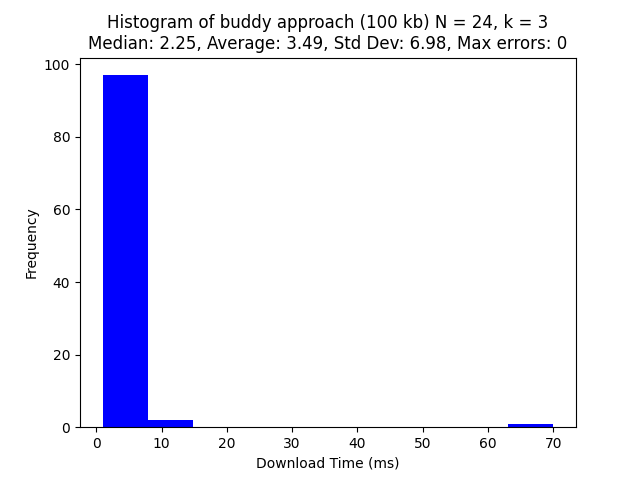 Histogram of buddy approach (100 kb) N = 24, k = 3
Median: 2.25, Average: 3.49, Std Dev: 6.98, Max errors: 0
100
80
60
40
20
0
Frequency
0 10 20 30 40 50 60 70
Download Time (ms)